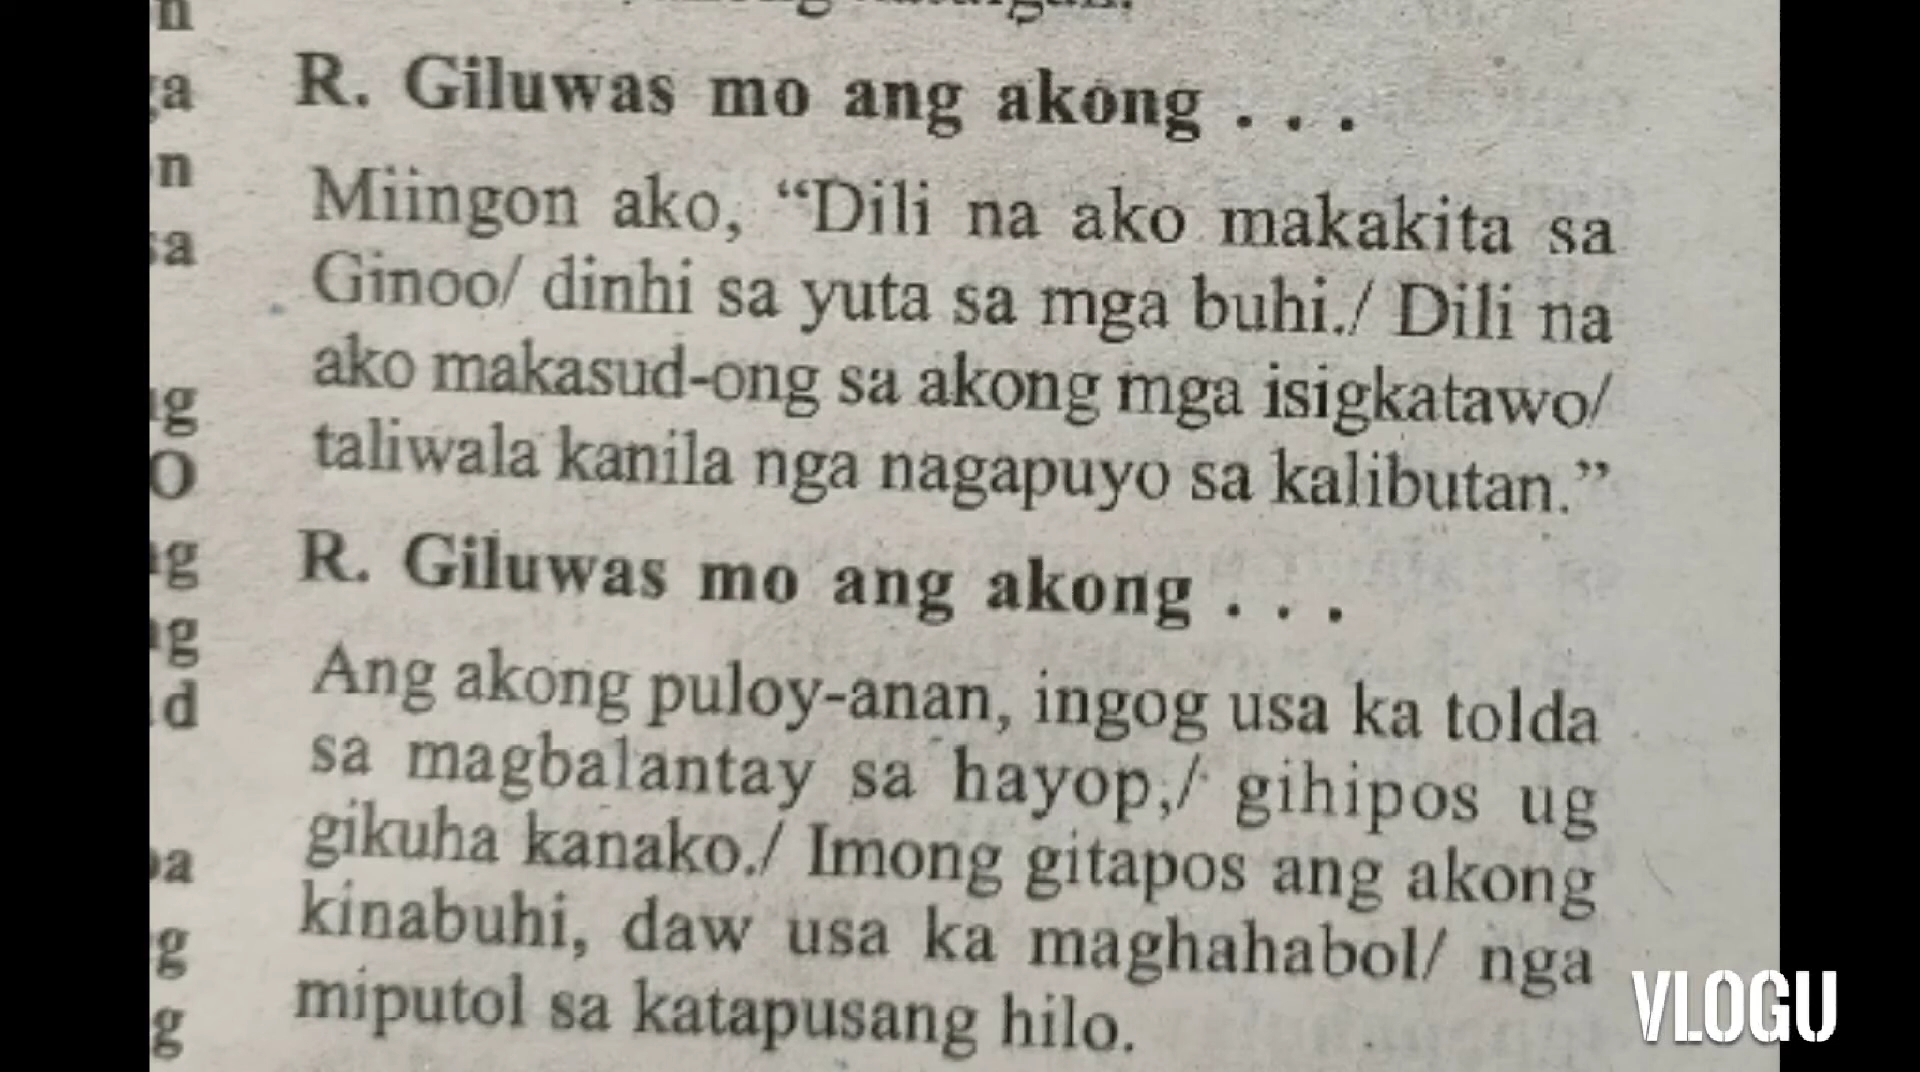 R. Giluwas mo ang akong . . .
Miingon ako, “Dili na ako makakita sa
Ginoo/ dinhi sa yuta sa mga buhi./ Dili na
ako makasud-ong sa akong mga isigkatawo/
taliwala kanila nga nagapuyo sa kalibutan.”
R. Giluwas mo ang akong . . .
Ang akong puloy-anan, ingog usa ka tolda
sa magbalantay sa hayop,/ gihipos ug
gikuha kanako./ Imong gitapos ang akong
kinabuhi, daw usa ka maghahabol/ nga
miputol sa katapusang hilo.
VLOGU